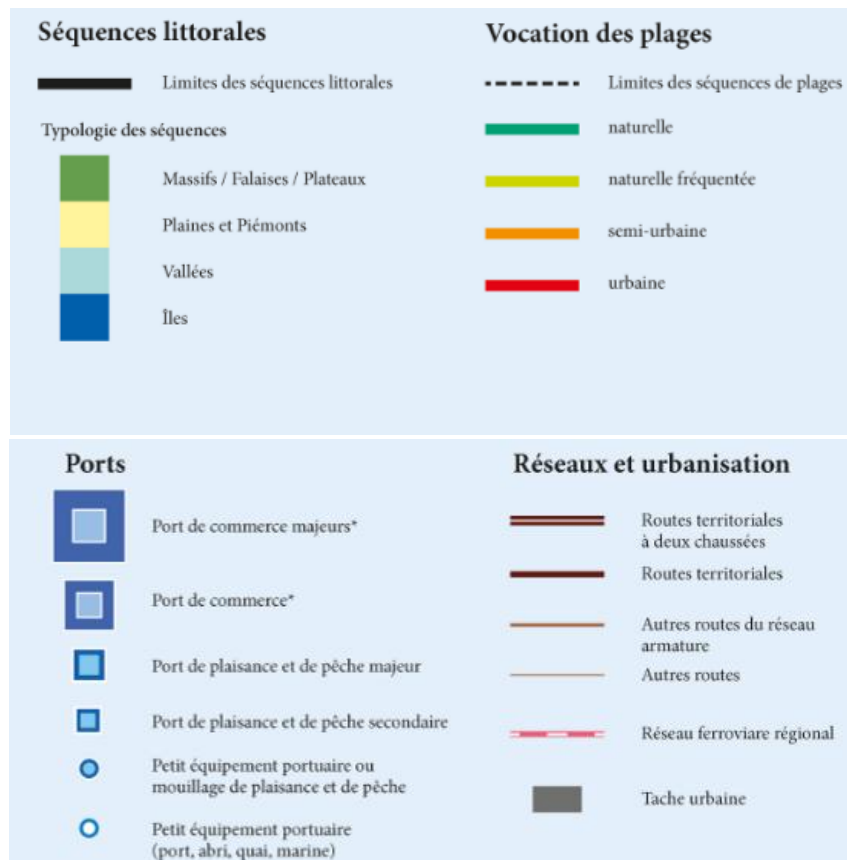 Séquences littorales
Limites des séquences littorales
Typologie des séquences
Massifs / Falaises / Plateaux
Plaines et Piémonts
Vallées
Îles
Vocation des plages
Limites des séquences de plages
naturelle
naturelle fréquentée
semi-urbaine
urbaine
Ports
Port de commerce majeurs*
Port de commerce*
Port de plaisance et de pêche majeur
Port de plaisance et de pêche secondaire
Petit équipement portuaire ou
mouillage de plaisance et de pêche
Petit équipement portuaire
(port, abri, quai, marine)
Réseaux et urbanisation
Routes territoriales
à deux chaussées
Routes territoriales
Autres routes du réseau
armature
Autres routes
Réseau ferroviare régional
Tache urbaine